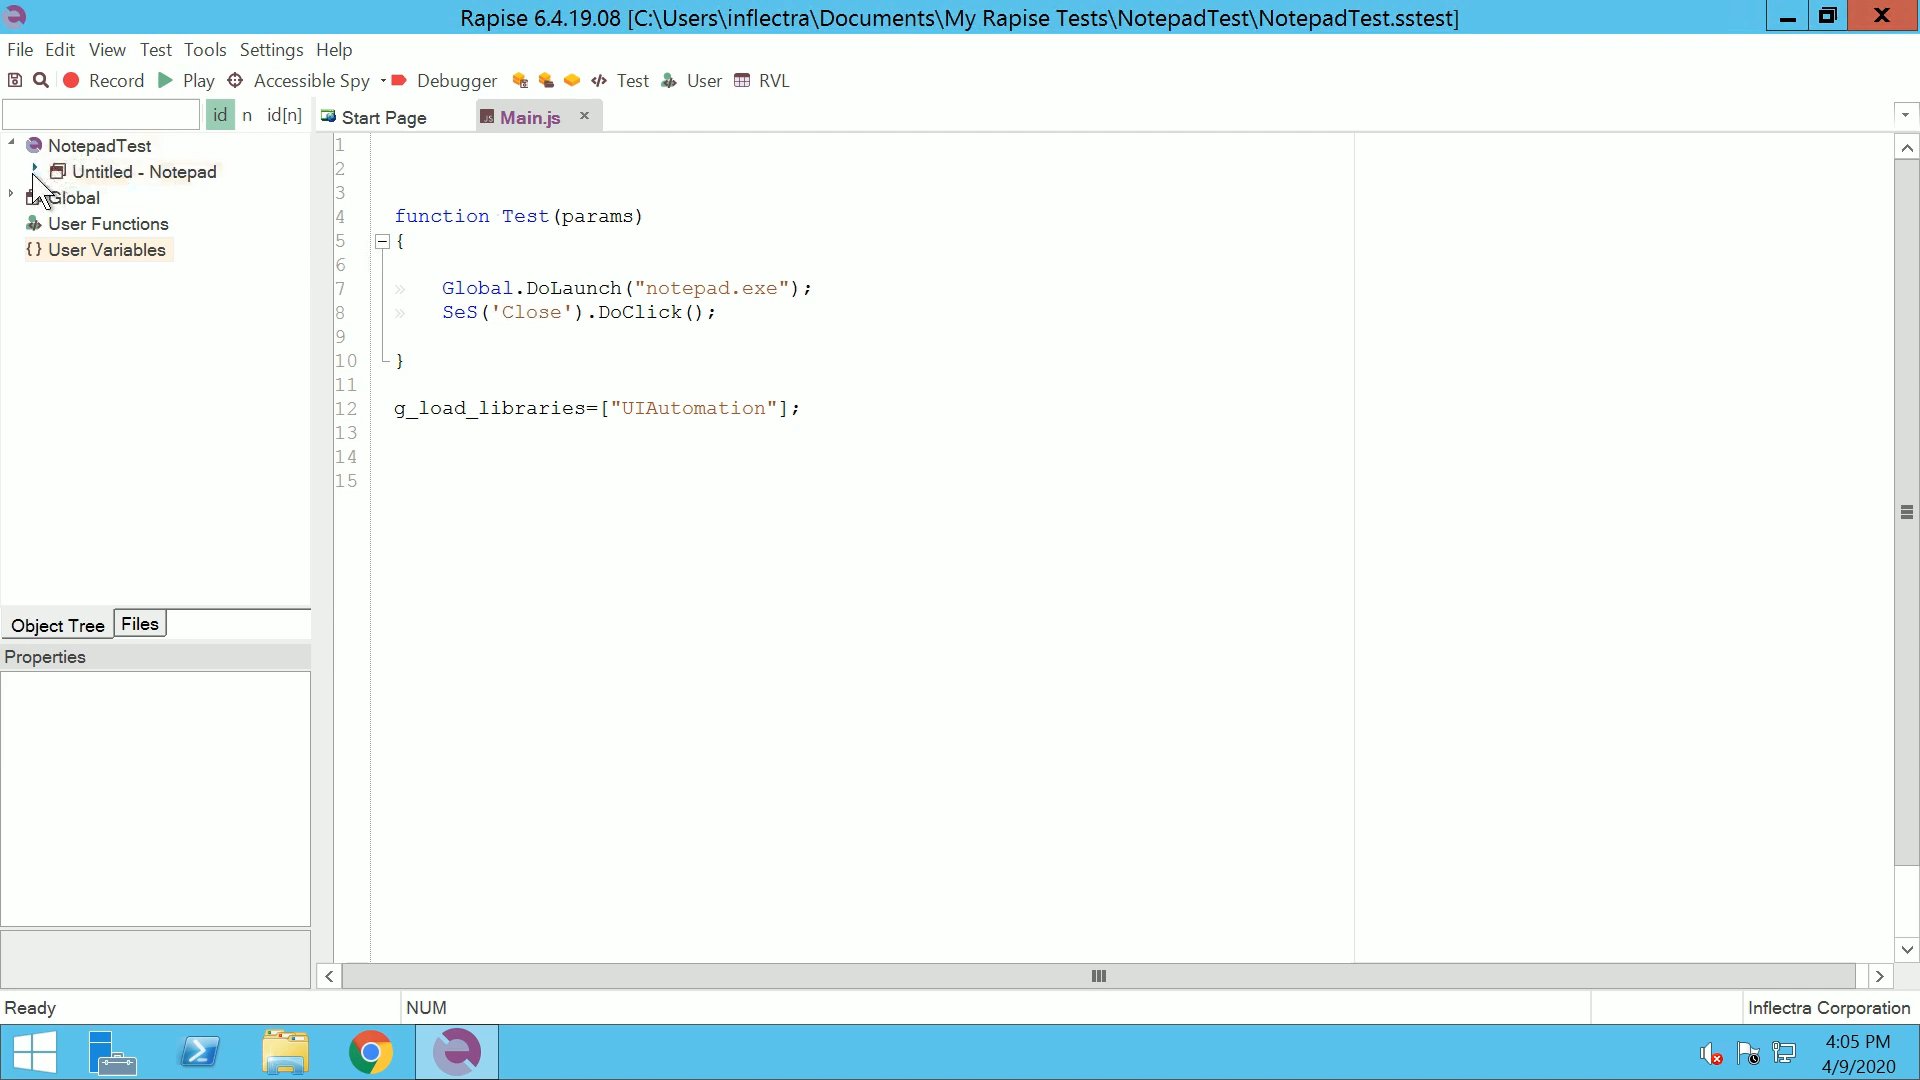 Rapise 6.4.19.08 [C:\Users\inflectra\Documents\My Rapise Tests\NotepadTest\NotepadTest.sstest]
File Edit View Test Tools Settings Help
Record Play Accessible Spy Debugger Test User RVL
id n id[n] Start Page Main.js
NotepadTest
Untitled - Notepad
Global
User Functions
{} User Variables
1
2
3
4 function Test(params)
5 {
6
7 Global.DoLaunch("notepad.exe");
8 SeS('Close').DoClick();
9
10 }
11
12 g_load_libraries=["UIAutomation"];
13
14
15
Object Tree Files
Properties
Ready NUM Inflectra Corporation
4:05 PM
4/9/2020